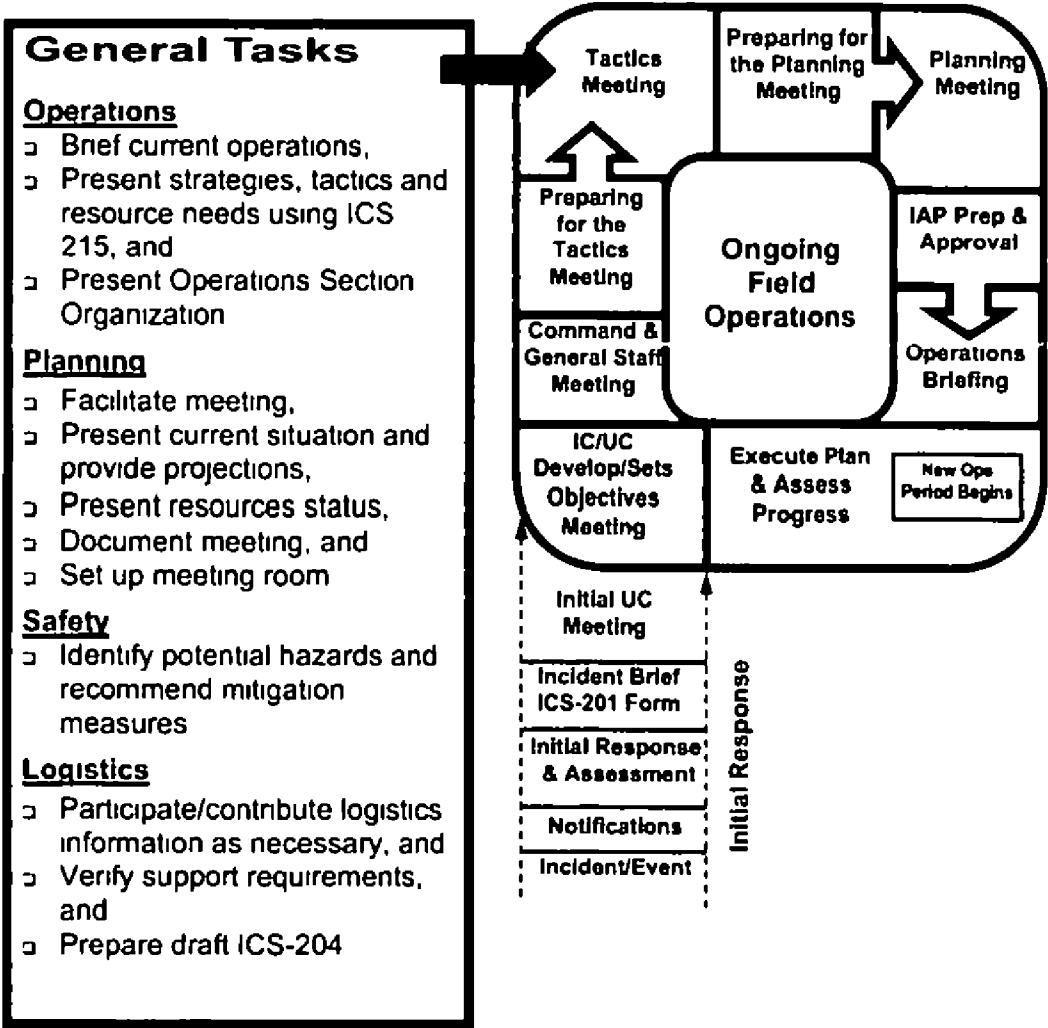 General Tasks
Operations
Brief current operations,
Present strategies, tactics and
resource needs using ICS
215, and
Present Operations Section
Organization
Planning
Facilitate meeting,
Present current situation and
provide projections,
Present resources status,
Document meeting, and
Set up meeting room
Safety
Identify potential hazards and
recommend mitigation
measures
Logistics
Participate/contribute logistics
information as necessary, and
Verify support requirements,
and
Prepare draft ICS-204
Tactics
Meeting
Preparing for
the Planning
Meeting
Planning
Meeting
Preparing
for the
Tactics
Meeting
Ongoing
Field
Operations
IAP Prep &
Approval
Command &
General Staff
Meeting
Operations
Briefing
IC/UC
Develop/Sets
Objectives
Meeting
Execute Plan
& Assess
Progress
New Ops
Period Begins
Initial UC
Meeting
Incident Brief
ICS-201 Form
Initial Response
& Assessment
Notifications
Incident/Event
Initial Response